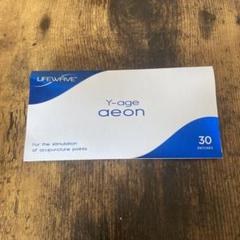 LIFEWAVE
Y-age
aeon
For the stimulation
of acupuncture points
30
PATCHES